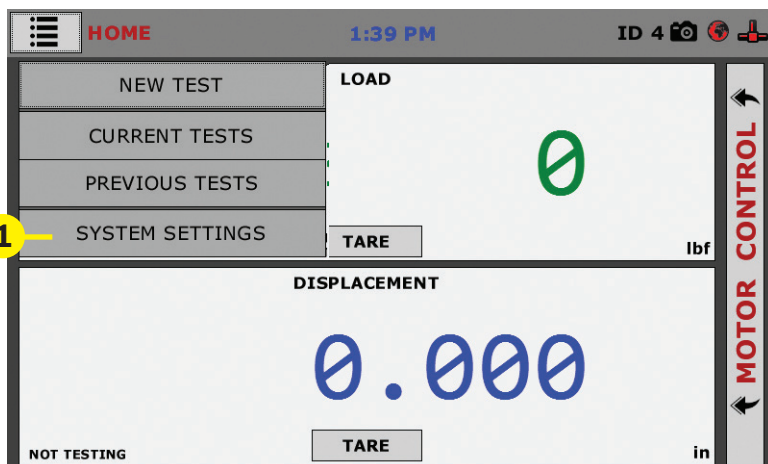 HOME 1:39 PM ID 4
NEW TEST
CURRENT TESTS
PREVIOUS TESTS
SYSTEM SETTINGS
1
LOAD
0
TARE
lbf
DISPLACEMENT
0.000
NOT TESTING
TARE
in
MOTOR CONTROL